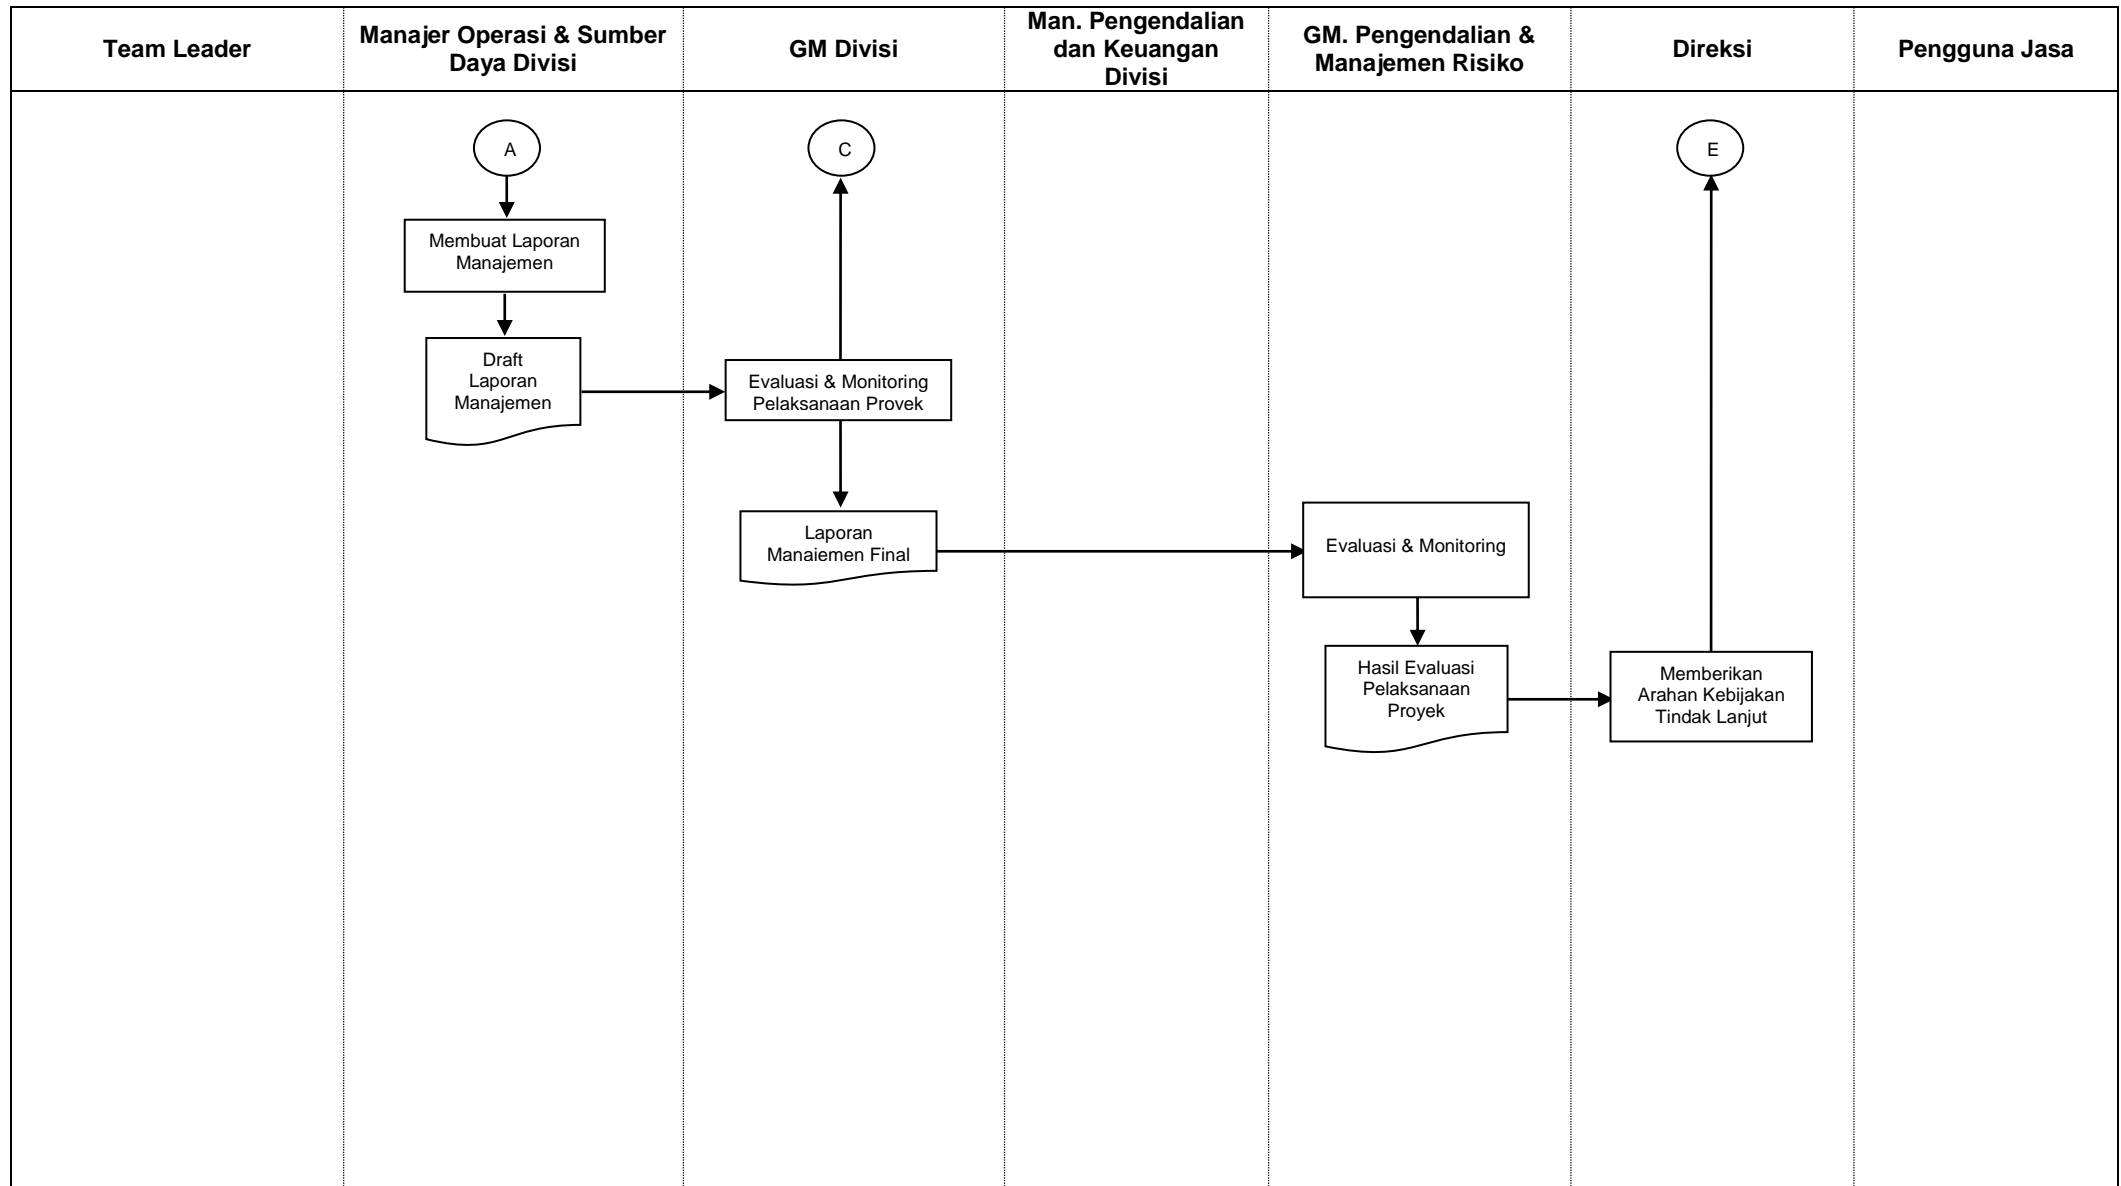 Team Leader
Manajer Operasi & Sumber
Daya Divisi
GM Divisi
Man. Pengendalian
dan Keuangan
Divisi
GM. Pengendalian &
Manajemen Risiko
Direksi
Pengguna Jasa
A
C
E
Membuat Laporan
Manajemen
Draft
Laporan
Manajemen
Evaluasi & Monitoring
Pelaksanaan Provek
Laporan
Manaiemen Final
Evaluasi & Monitoring
Hasil Evaluasi
Pelaksanaan
Proyek
Memberikan
Arahan Kebijakan
Tindak Lanjut